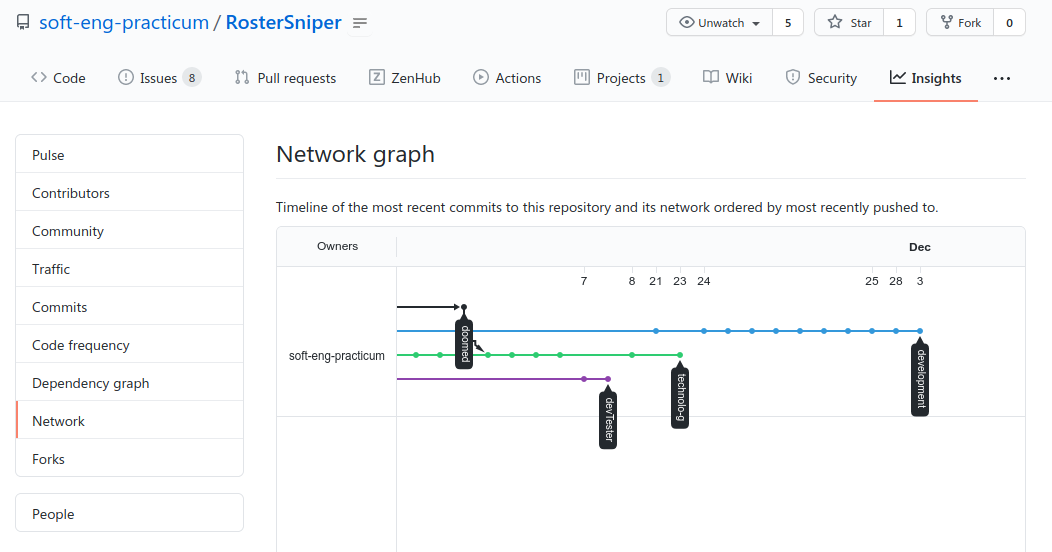 soft-eng-practicum / RosterSniper
Unwatch 5 Star 1 Fork 0
Code Issues 8 Pull requests ZenHub Actions Projects 1 Wiki Security Insights
Pulse
Contributors
Community
Traffic
Commits
Code frequency
Dependency graph
Network
Forks
People
Network graph
Timeline of the most recent commits to this repository and its network ordered by most recently pushed to.
Owners Dec
7 8 21 23 24 25 28 3
soft-eng-practicum
doomed
development
technolo-g
devTester